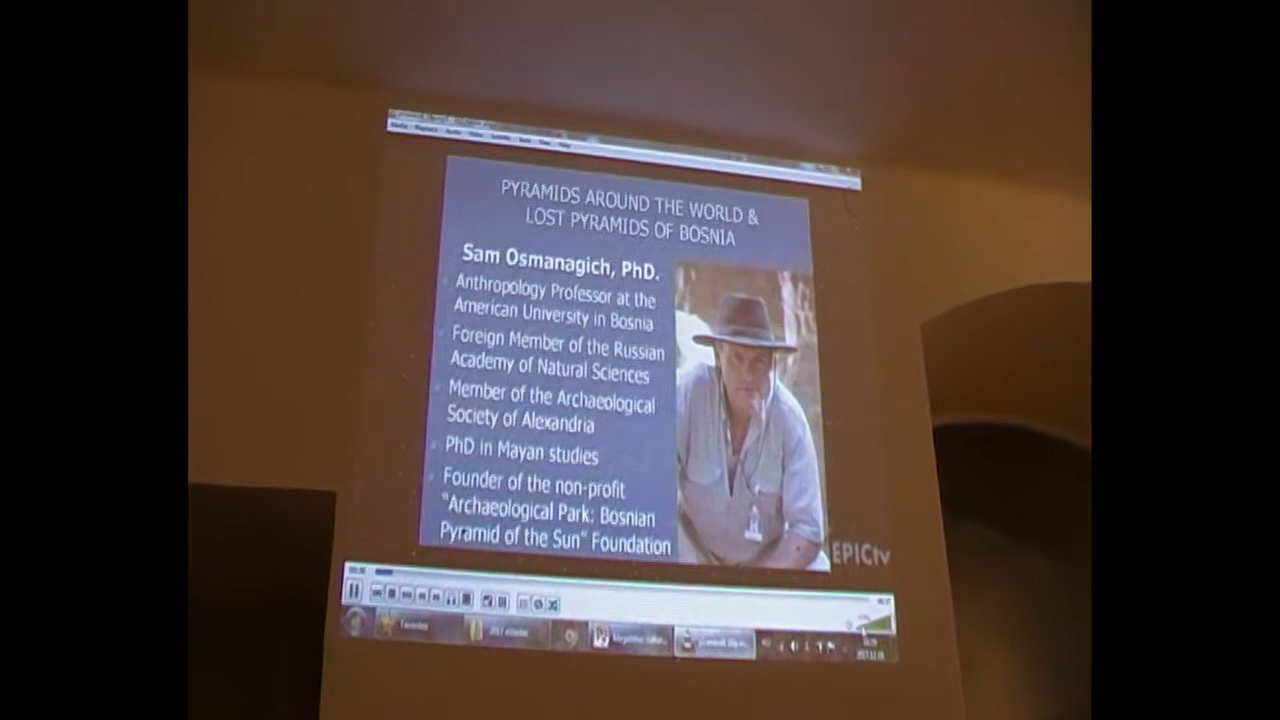 PYRAMIDS AROUND THE WORLD &
LOST PYRAMIDS OF BOSNIA
Sam Osmanagich, PhD.
Anthropology Professor at the
American University in Bosnia
Foreign Member of the Russian
Academy of Natural Sciences
Member of the Archaeological
Society of Alexandria
PhD in Mayan studies
Founder of the non-profit
"Archaeological Park: Bosnian
Pyramid of the Sun" Foundation
EPICtv